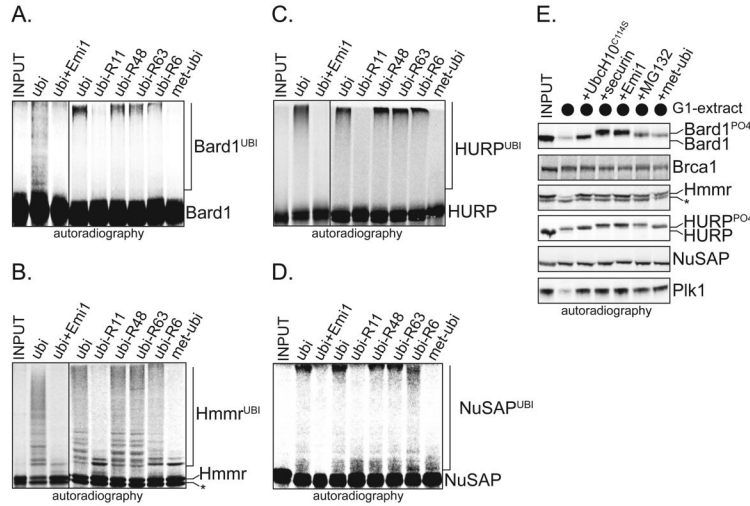 A.
INPUT
ubi
ubi+Emi1
ubi
ubi-R11
ubi-R48
ubi-R63
ubi-R6
met-ubi
Bard1UBI
Bard1
autoradiography
C.
INPUT
ubi
ubi+Emi1
ubi
ubi-R11
ubi-R48
ubi-R63
ubi-R6
met-ubi
HURPUBI
HURP
autoradiography
E.
INPUT
+UbcH10C114S
+securin
+Emi1
+MG132
+met-ubi
G1-extract
Bard1PO4
Bard1
Brca1
Hmmr
*
HURPPO4
HURP
NuSAP
Plk1
autoradiography
B.
INPUT
ubi
ubi+Emi1
ubi
ubi-R11
ubi-R48
ubi-R63
ubi-R6
met-ubi
HmmrUBI
Hmmr
*
autoradiography
D.
INPUT
ubi
ubi+Emi1
ubi
ubi-R11
ubi-R48
ubi-R63
ubi-R6
met-ubi
NuSAPUBI
NuSAP
autoradiography